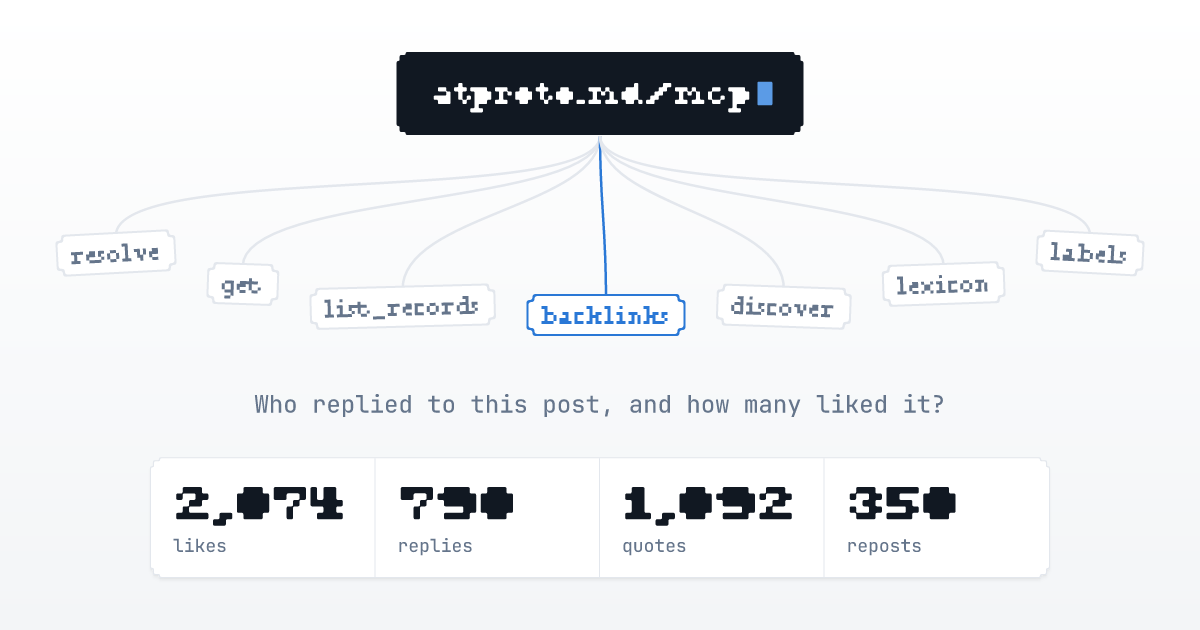 atproto.md/mcp
resolve
get
list_records
backlinks
discover
lexicon
labels
Who replied to this post, and how many liked it?
2,074 790 1,092 350
likes replies quotes reposts